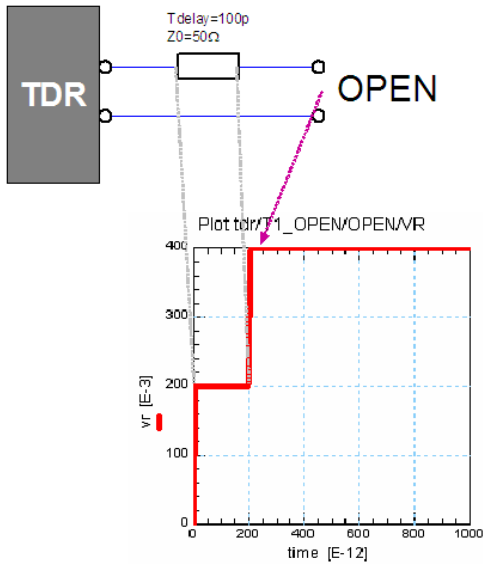 Tdelay=100p
Z0=50Ω
TDR
OPEN
Plot tdr/T1_OPEN/OPEN/VR
400
300
200
100
0
vr [E-3]
0 200 400 600 800 1000
time [E-12]